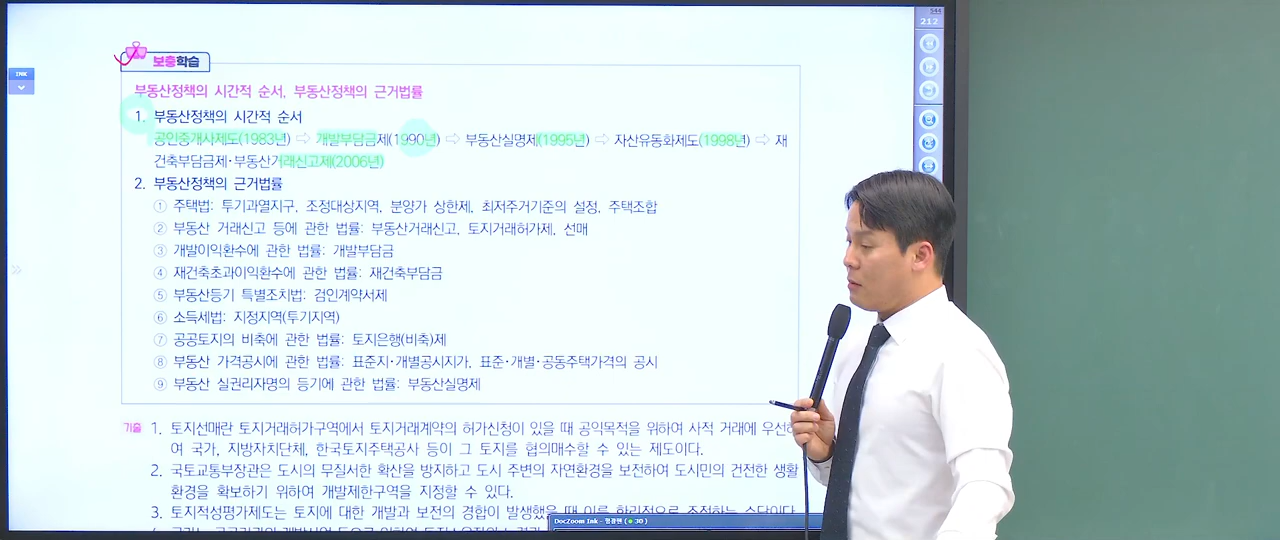 544
212
INK
보충학습
부동산정책의 시간적 순서, 부동산정책의 근거법률
1. 부동산정책의 시간적 순서
공인중개사제도(1983년) ⇨ 개발부담금제(1990년) ⇨ 부동산실명제(1995년) ⇨ 자산유동화제도(1998년) ⇨ 재
건축부담금제·부동산거래신고제(2006년)
2. 부동산정책의 근거법률
① 주택법: 투기과열지구, 조정대상지역, 분양가 상한제, 최저주거기준의 설정, 주택조합
② 부동산 거래신고 등에 관한 법률: 부동산거래신고, 토지거래허가제, 선매
③ 개발이익환수에 관한 법률: 개발부담금
④ 재건축초과이익환수에 관한 법률: 재건축부담금
⑤ 부동산등기 특별조치법: 검인계약서제
⑥ 소득세법: 지정지역(투기지역)
⑦ 공공토지의 비축에 관한 법률: 토지은행(비축)제
⑧ 부동산 가격공시에 관한 법률: 표준지·개별공시지가, 표준·개별·공동주택가격의 공시
⑨ 부동산 실권리자명의 등기에 관한 법률: 부동산실명제
기출 1. 토지선매란 토지거래허가구역에서 토지거래계약의 허가신청이 있을 때 공익목적을 위하여 사적 거래에 우선하
여 국가, 지방자치단체, 한국토지주택공사 등이 그 토지를 협의매수할 수 있는 제도이다.
2. 국토교통부장관은 도시의 무질서한 확산을 방지하고 도시 주변의 자연환경을 보전하여 도시민의 건전한 생활
환경을 확보하기 위하여 개발제한구역을 지정할 수 있다.
3. 토지적성평가제도는 토지에 대한 개발과 보전의 경합이 발생했을 때 이를 합리적으로 조정하는 수단이다
DocZoom Ink -
30 )